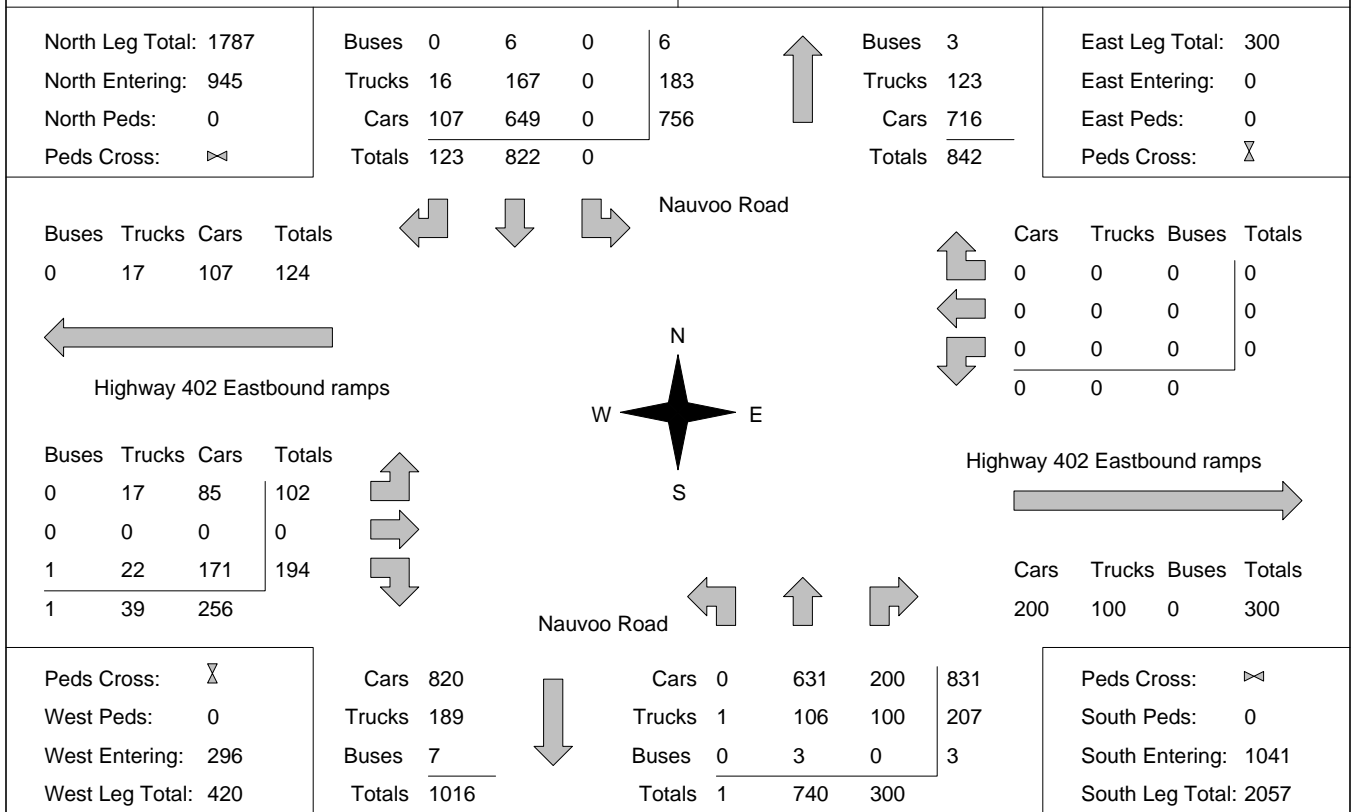 North Leg Total: 1787
North Entering: 945
North Peds: 0
Peds Cross:
Buses 0 6 0 6
Trucks 16 167 0 183
Cars 107 649 0 756
Totals 123 822 0
Buses 3
Trucks 123
Cars 716
Totals 842
East Leg Total: 300
East Entering: 0
East Peds: 0
Peds Cross:
Nauvoo Road
Buses Trucks Cars Totals
0 17 107 124
Cars Trucks Buses Totals
0 0 0 0
0 0 0 0
0 0 0 0
0 0 0
Highway 402 Eastbound ramps
N
W E
S
Buses Trucks Cars Totals
0 17 85 102
0 0 0 0
1 22 171 194
1 39 256
Highway 402 Eastbound ramps
Cars Trucks Buses Totals
200 100 0 300
Nauvoo Road
Peds Cross:
West Peds: 0
West Entering: 296
West Leg Total: 420
Cars 820
Trucks 189
Buses 7
Totals 1016
Cars 0 631 200 831
Trucks 1 106 100 207
Buses 0 3 0 3
Totals 1 740 300
Peds Cross:
South Peds: 0
South Entering: 1041
South Leg Total: 2057